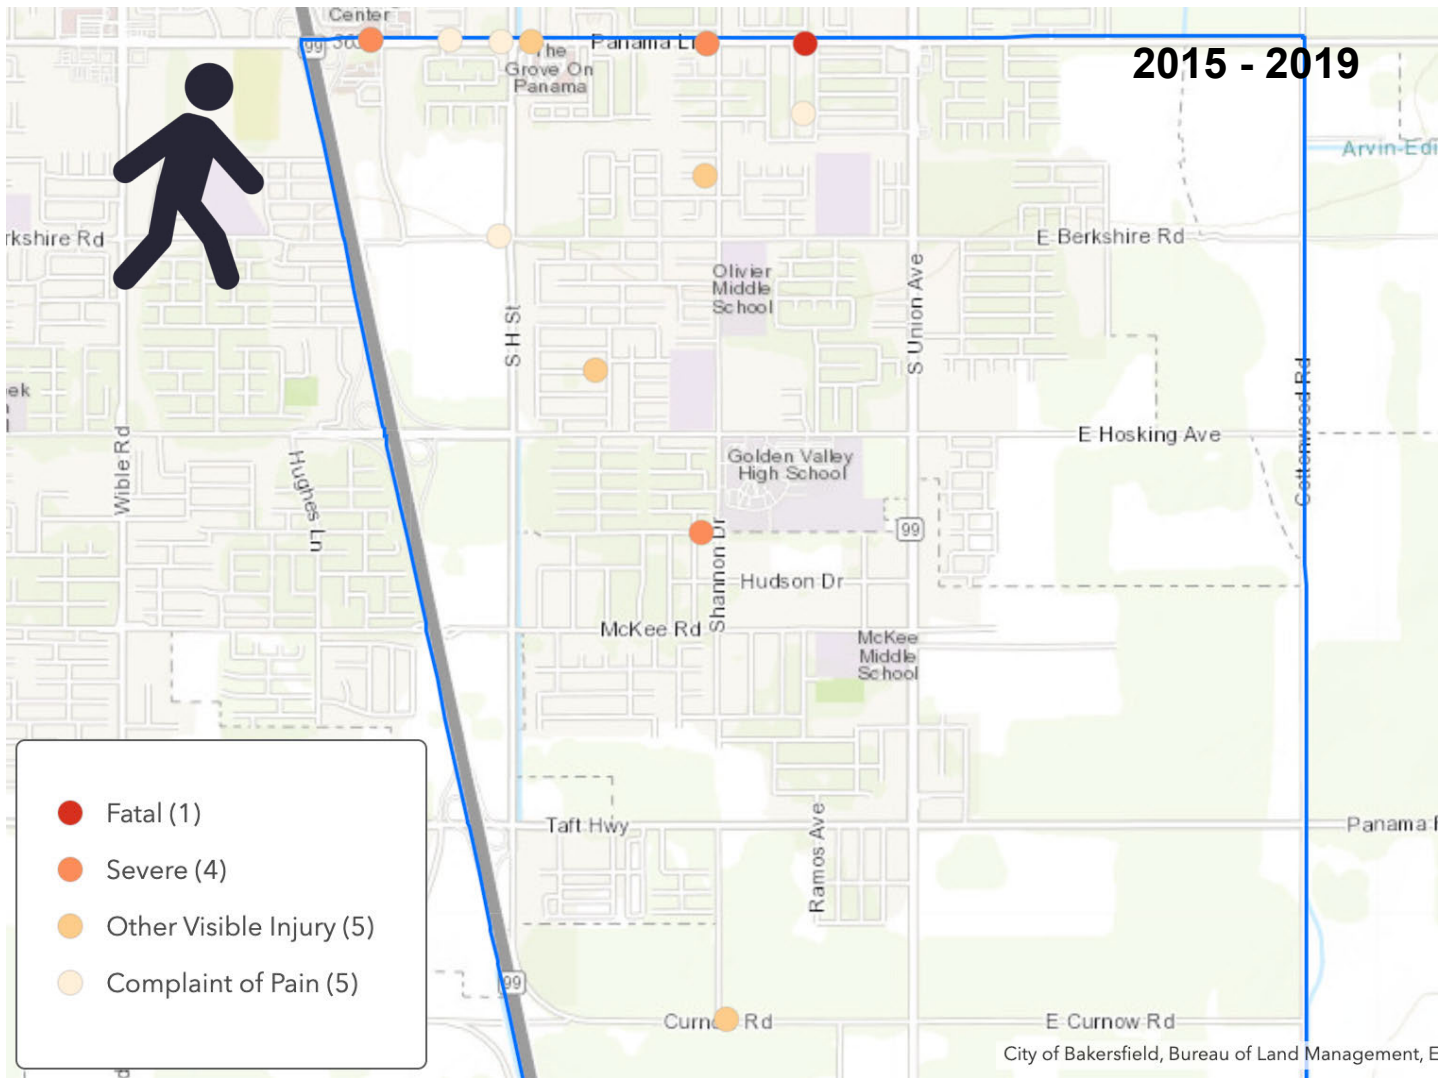 Center
99
Panama Ln
2015 - 2019
The
Grove On
Panama
Arvin-Edi
rkshire Rd
E Berkshire Rd
Olivier
Middle
School
S H St
S Union Ave
ek
Cottonwood Rd
Wible Rd
Hughes Ln
E Hosking Ave
Golden Valley
High School
99
Shannon Dr
Hudson Dr
McKee Rd
McKee
Middle
School
Fatal (1)
Severe (4)
Other Visible Injury (5)
Complaint of Pain (5)
Taft Hwy
Ramos Ave
Panama
99
Curnow Rd
E Curnow Rd
City of Bakersfield, Bureau of Land Management, E